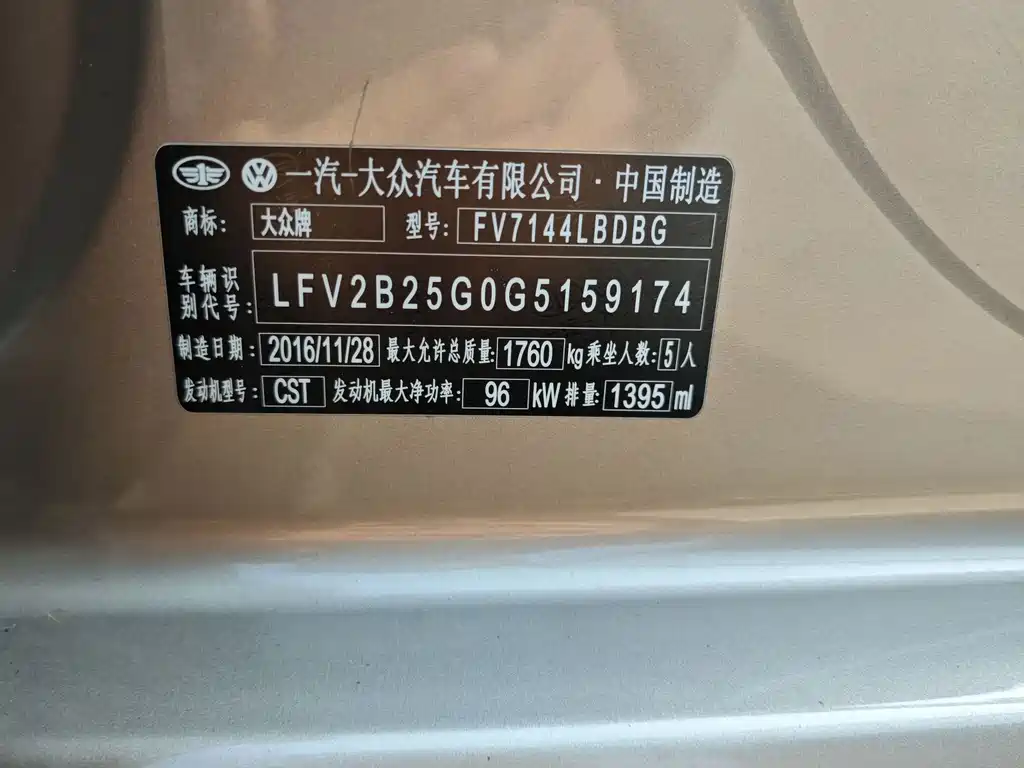 一汽-大众汽车有限公司·中国制造
商标: 大众牌 型号: FV7144LBDBG
车辆识别代号: LFV2B25G0G5159174
制造日期: 2016/11/28 最大允许总质量: 1760 kg 乘坐人数: 5 人
发动机型号: CST 发动机最大净功率: 96 kW 排量: 1395 ml